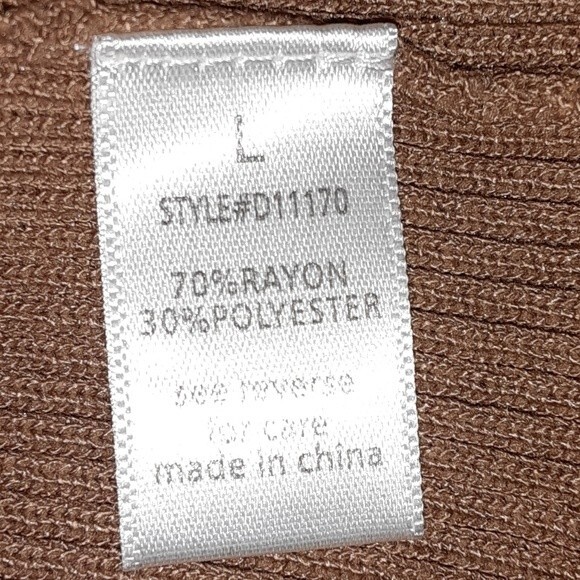 L
STYLE#D11170
70%RAYON
30%POLYESTER
see reverse
for care
made in china